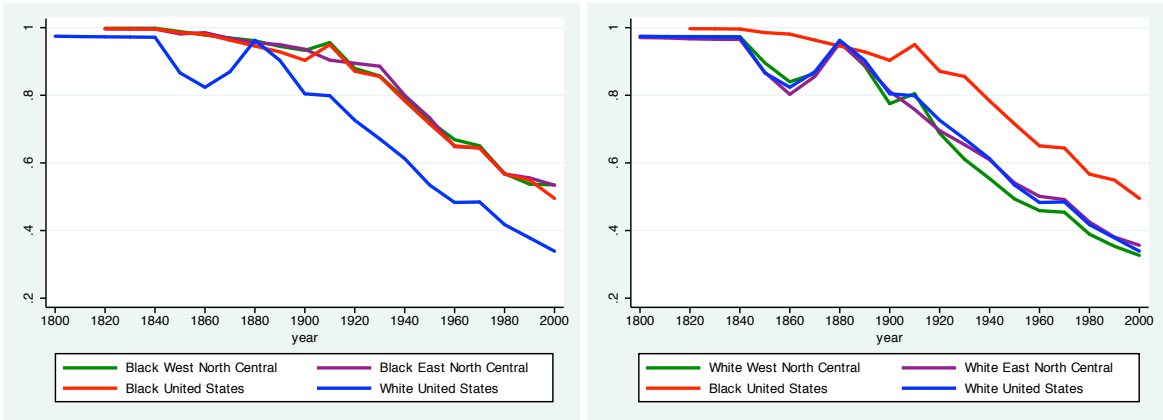 1
.8
.6
.4
.2
1800 1820 1840 1860 1880 1900 1920 1940 1960 1980 2000
year
Black West North Central Black East North Central
Black United States White United States
1
.8
.6
.4
.2
1800 1820 1840 1860 1880 1900 1920 1940 1960 1980 2000
year
White West North Central White East North Central
Black United States White United States